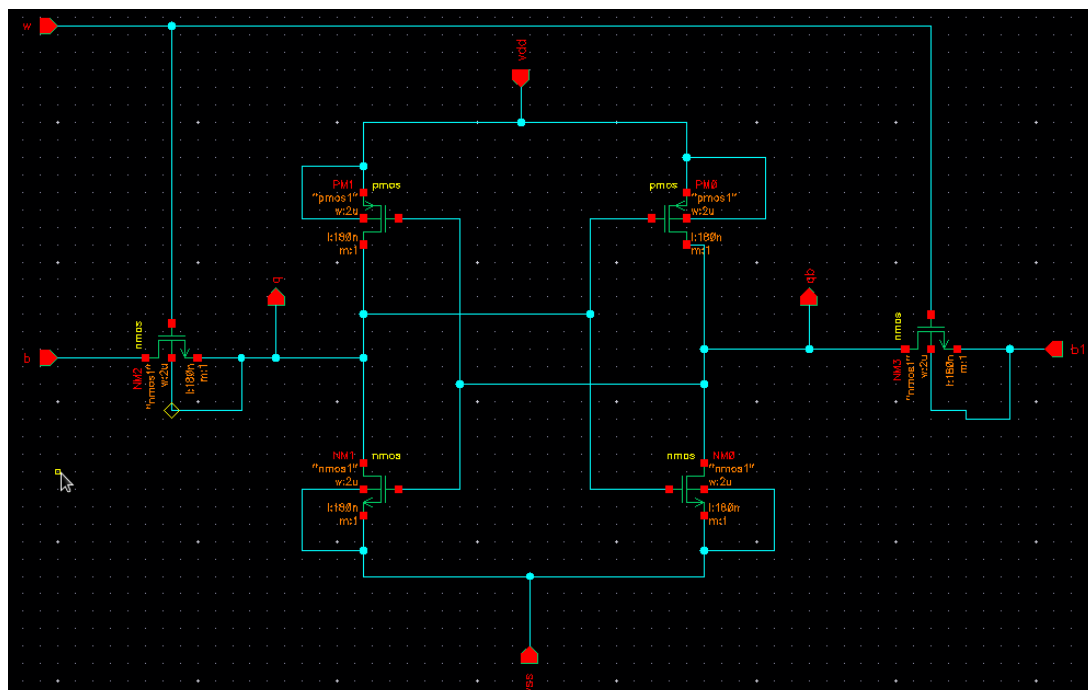 w
vdd
PM1 pmos
"pmos1"
w:2u
l:180n
m:1
pmos PM0
"pmos1"
w:2u
l:180n
m:1
q
qb
b
nmos
NM2
"nmos1"
w:2u
l:180n
m:1
nmos
NM3
"nmos1"
w:2u
l:180n
m:1
b1
NM1 nmos
"nmos1"
w:2u
l:180n
m:1
nmos NM0
"nmos1"
w:2u
l:180n
m:1
vss